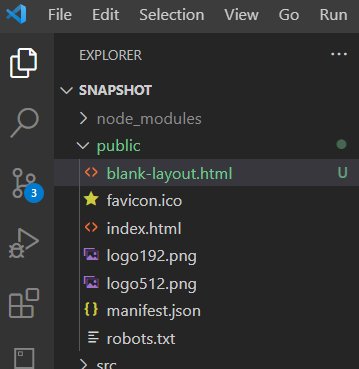 File Edit Selection View Go Run
EXPLORER
SNAPSHOT
node_modules
public
blank-layout.html U
favicon.ico
index.html
logo192.png
logo512.png
manifest.json
robots.txt
src
3